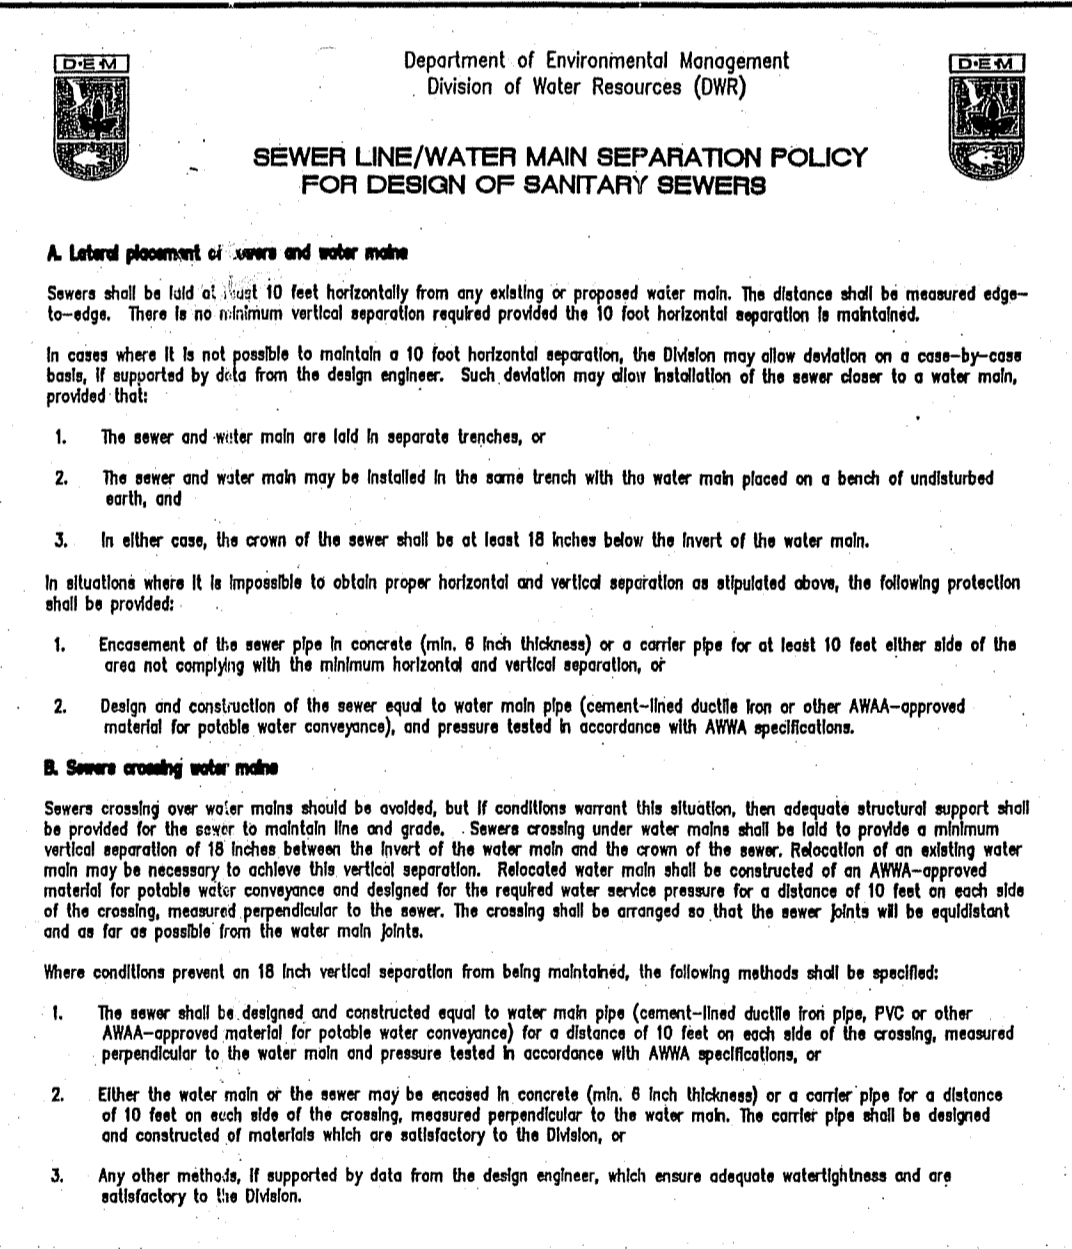 D·E·M
Department of Environmental Management
Division of Water Resources (DWR)
D·E·M
SEWER LINE/WATER MAIN SEPARATION POLICY
FOR DESIGN OF SANITARY SEWERS
A. Lateral placement of sewers and water mains
Sewers shall be laid at least 10 feet horizontally from any existing or proposed water main. The distance shall be measured edge-
to-edge. There is no minimum vertical separation required provided the 10 foot horizontal separation is maintained.
In cases where it is not possible to maintain a 10 foot horizontal separation, the Division may allow deviation on a case-by-case
basis, if supported by data from the design engineer. Such deviation may allow installation of the sewer closer to a water main,
provided that:
1. The sewer and water main are laid in separate trenches, or
2. The sewer and water main may be installed in the same trench with the water main placed on a bench of undisturbed
earth, and
3. In either case, the crown of the sewer shall be at least 18 inches below the invert of the water main.
In situations where it is impossible to obtain proper horizontal and vertical separation as stipulated above, the following protection
shall be provided:
1. Encasement of the sewer pipe in concrete (min. 6 inch thickness) or a carrier pipe for at least 10 feet either side of the
area not complying with the minimum horizontal and vertical separation, or
2. Design and construction of the sewer equal to water main pipe (cement-lined ductile iron or other AWAA-approved
material for potable water conveyance), and pressure tested in accordance with AWWA specifications.
B. Sewers crossing water mains
Sewers crossing over water mains should be avoided, but if conditions warrant this situation, then adequate structural support shall
be provided for the sewer to maintain line and grade. Sewers crossing under water mains shall be laid to provide a minimum
vertical separation of 18 inches between the invert of the water main and the crown of the sewer. Relocation of an existing water
main may be necessary to achieve this vertical separation. Relocated water main shall be constructed of an AWWA-approved
material for potable water conveyance and designed for the required water service pressure for a distance of 10 feet on each side
of the crossing, measured perpendicular to the sewer. The crossing shall be arranged so that the sewer joints will be equidistant
and as far as possible from the water main joints.
Where conditions prevent an 18 inch vertical separation from being maintained, the following methods shall be specified:
1. The sewer shall be designed and constructed equal to water main pipe (cement-lined ductile iron pipe, PVC or other
AWAA-approved material for potable water conveyance) for a distance of 10 feet on each side of the crossing, measured
perpendicular to the water main and pressure tested in accordance with AWWA specifications, or
2. Either the water main or the sewer may be encased in concrete (min. 6 inch thickness) or a carrier pipe for a distance
of 10 feet on each side of the crossing, measured perpendicular to the water main. The carrier pipe shall be designed
and constructed of materials which are satisfactory to the Division, or
3. Any other methods, if supported by data from the design engineer, which ensure adequate watertightness and are
satisfactory to the Division.